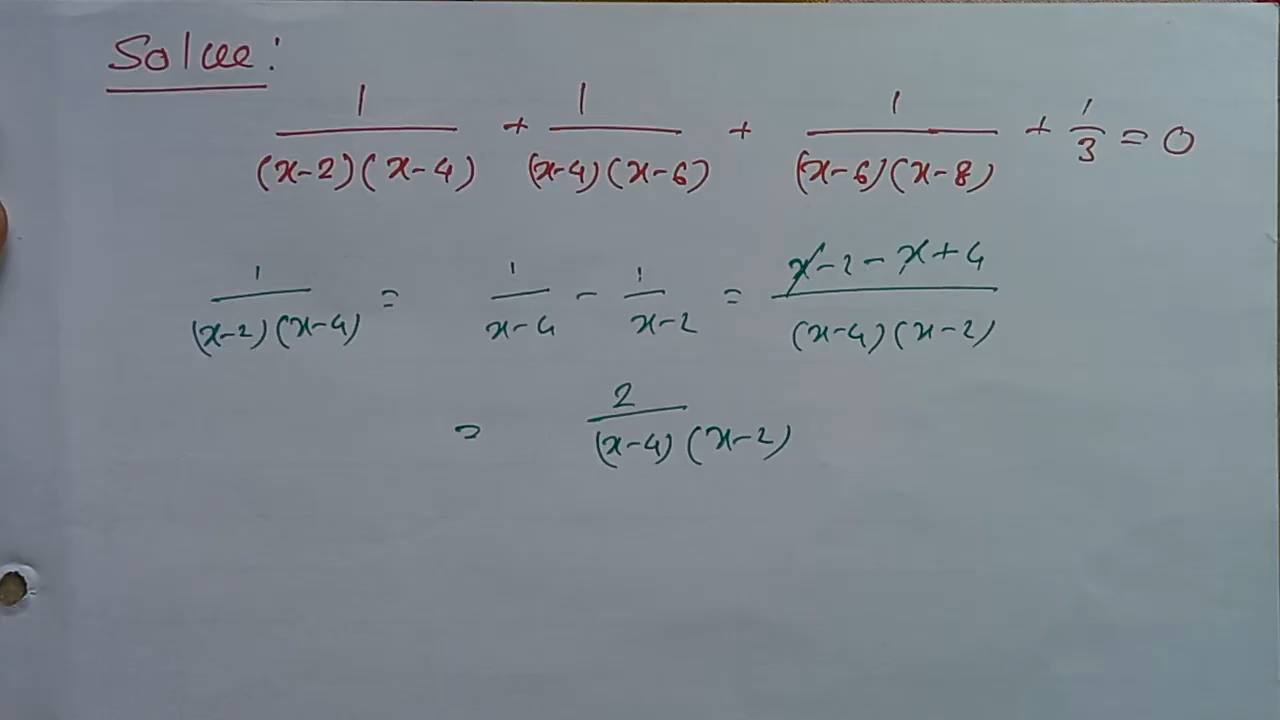 Solve:
1/((x-2)(x-4)) + 1/((x-4)(x-6)) + 1/((x-6)(x-8)) + 1/3 = 0
1/((x-2)(x-4)) = 1/(x-4) - 1/(x-2) = (x-2-x+4)/((x-4)(x-2))
= 2/((x-4)(x-2))